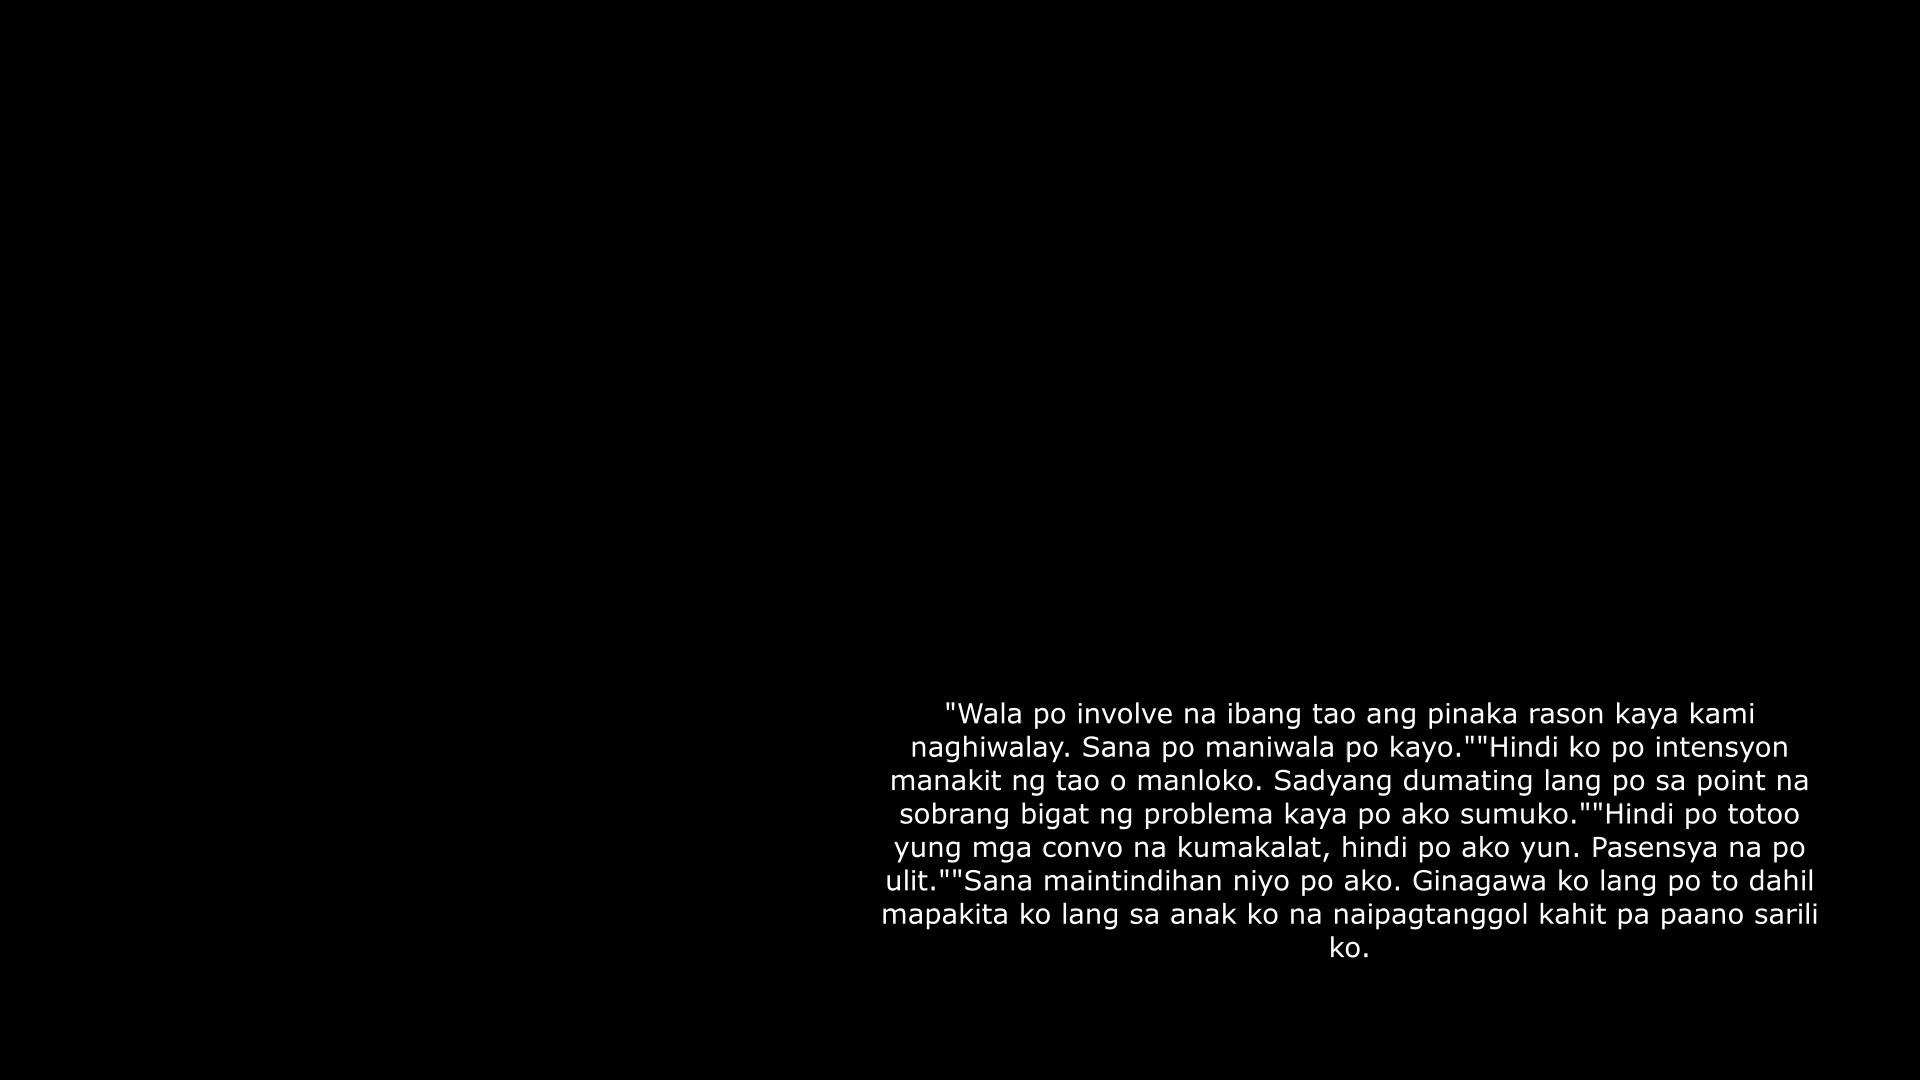 "Wala po involve na ibang tao ang pinaka rason kaya kami
naghiwalay. Sana po maniwala po kayo.""Hindi ko po intensyon
manakit ng tao o manloko. Sadyang dumating lang po sa point na
sobrang bigat ng problema kaya po ako sumuko.""Hindi po totoo
yung mga convo na kumakalat, hindi po ako yun. Pasensya na po
ulit.""Sana maintindihan niyo po ako. Ginagawa ko lang po to dahil
mapakita ko lang sa anak ko na naipagtanggol kahit pa paano sarili
ko.